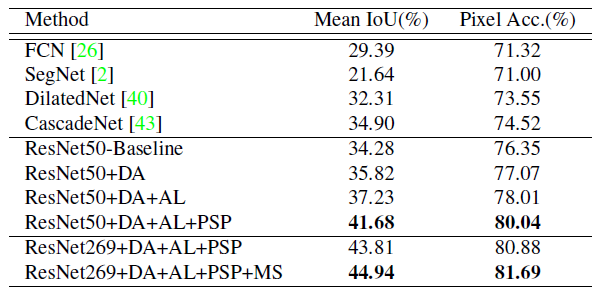 Method Mean IoU(%) Pixel Acc.(%)
FCN [26] 29.39 71.32
SegNet [2] 21.64 71.00
DilatedNet [40] 32.31 73.55
CascadeNet [43] 34.90 74.52
ResNet50-Baseline 34.28 76.35
ResNet50+DA 35.82 77.07
ResNet50+DA+AL 37.23 78.01
ResNet50+DA+AL+PSP 41.68 80.04
ResNet269+DA+AL+PSP 43.81 80.88
ResNet269+DA+AL+PSP+MS 44.94 81.69